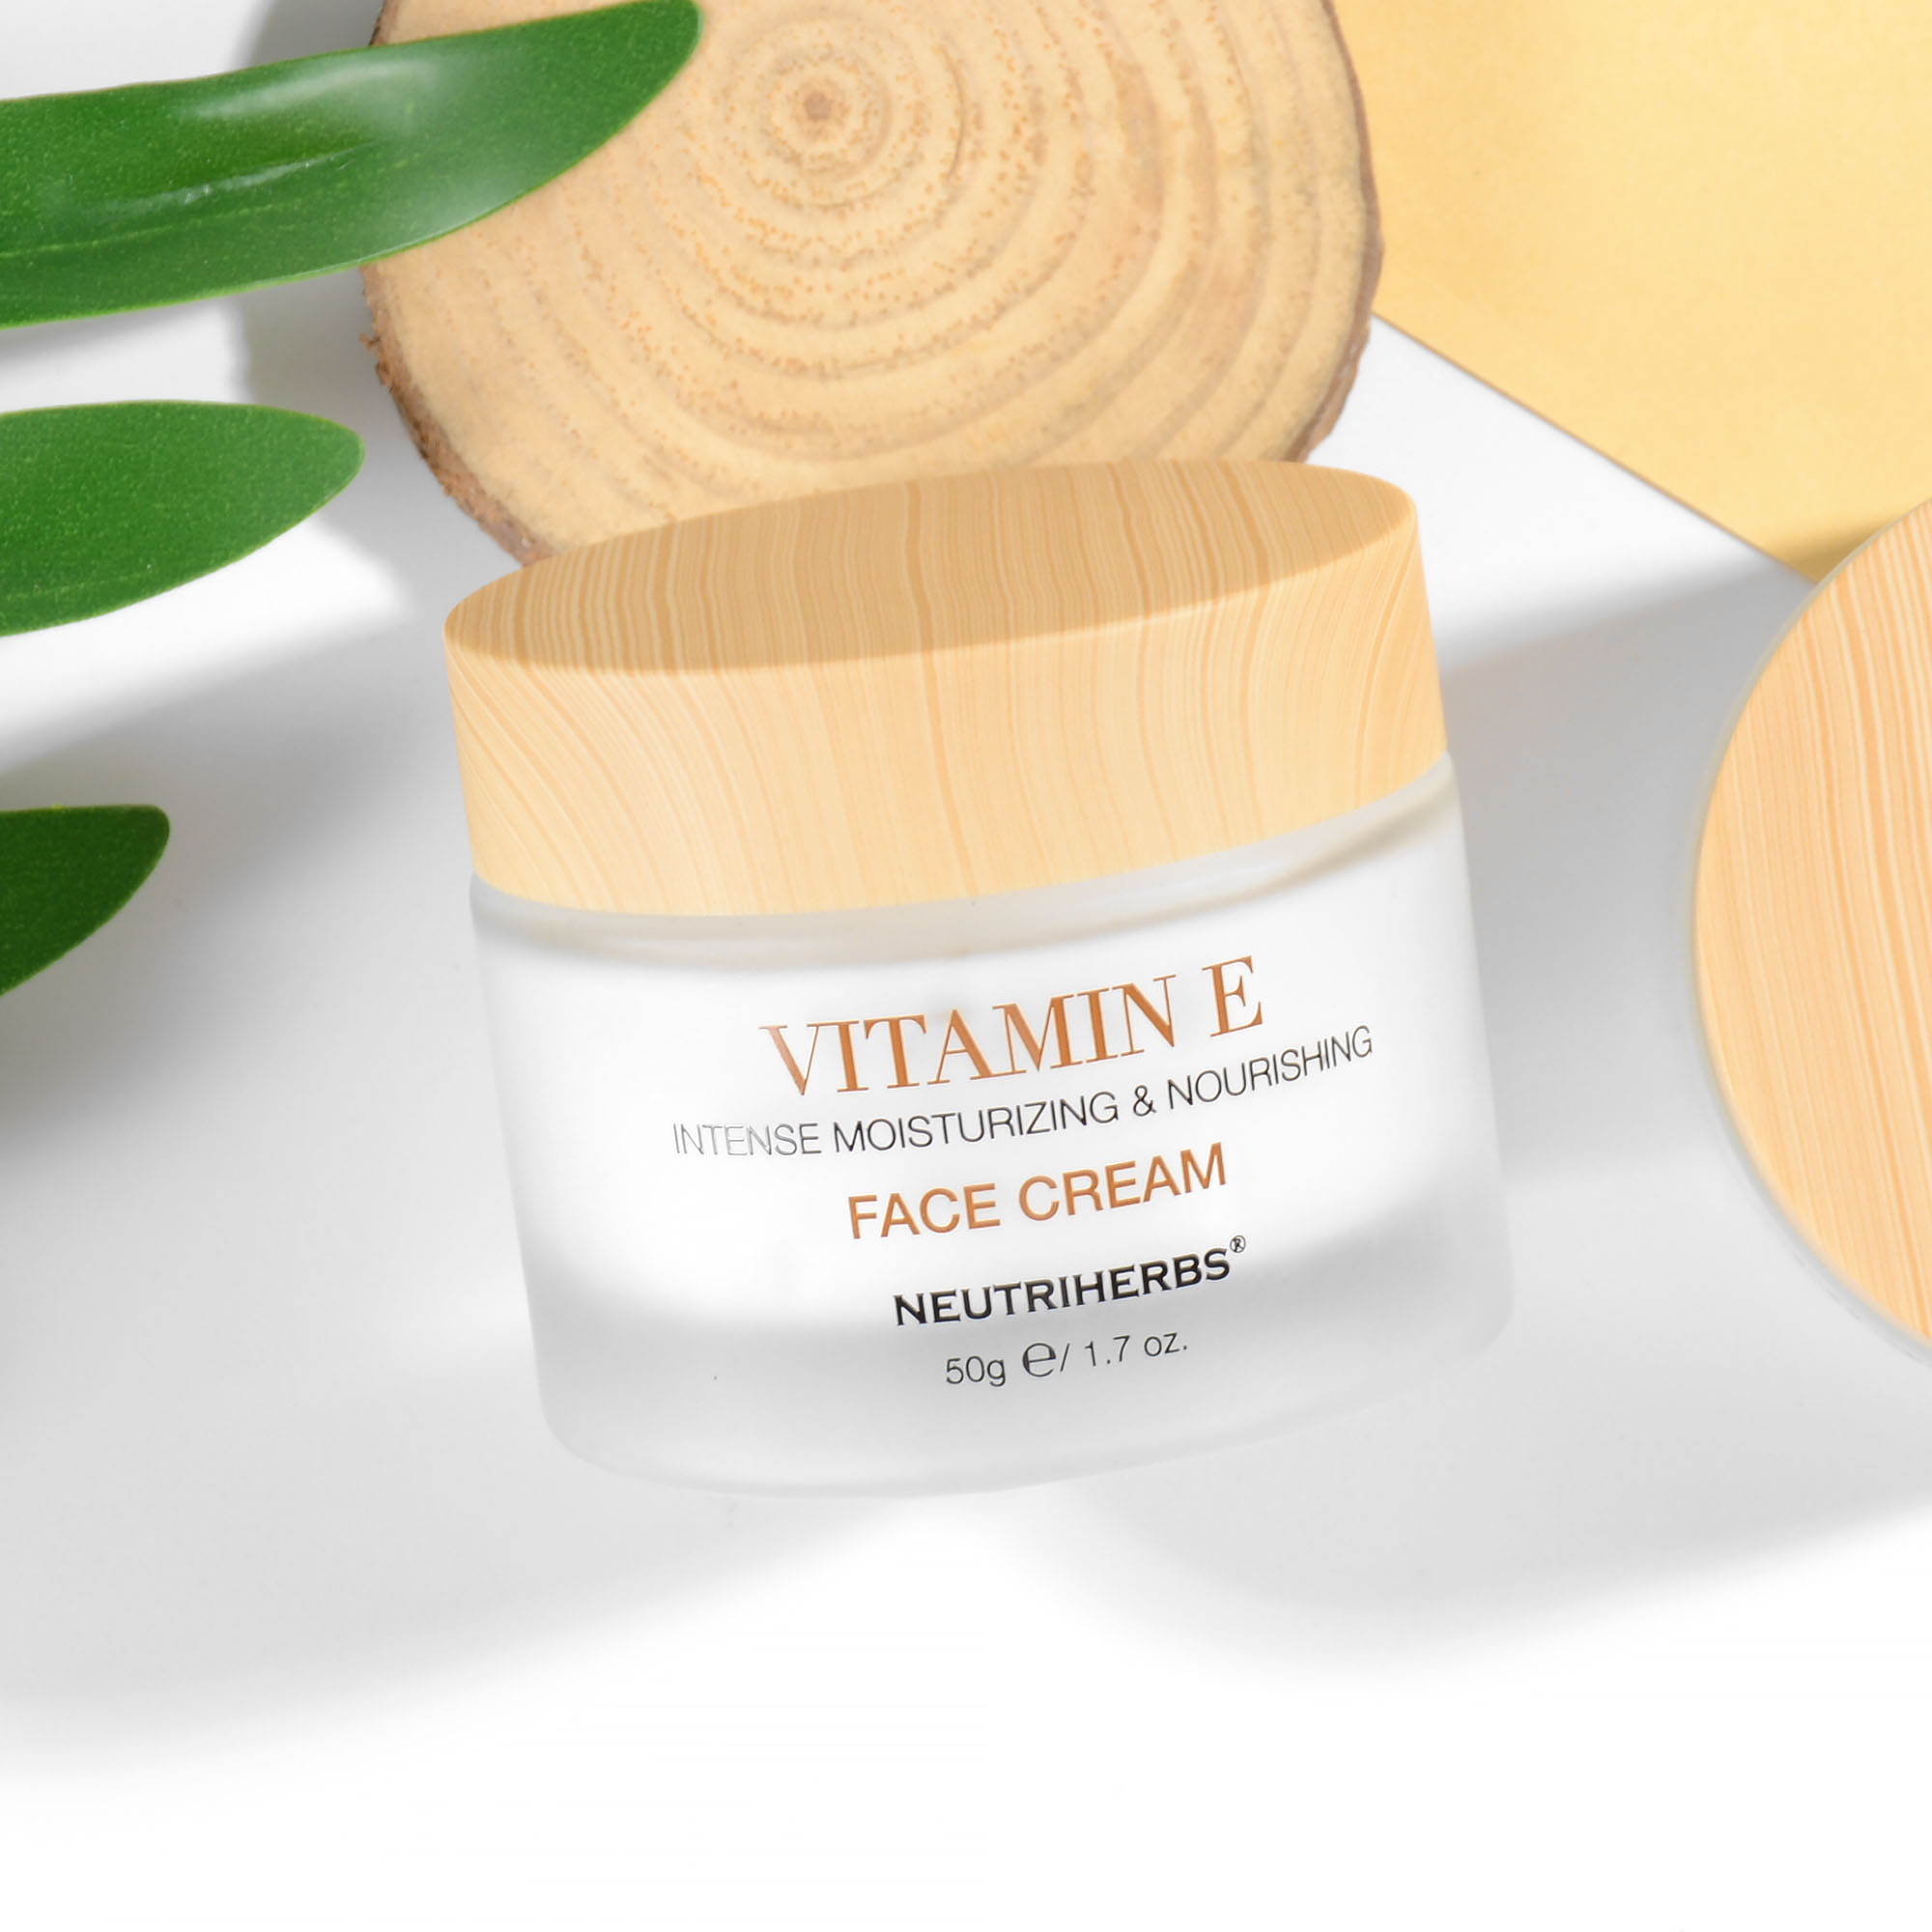 VITAMIN E
INTENSE MOISTURIZING & NOURISHING
FACE CREAM
NEUTRIHERBS®
50g ℮/ 1.7 oz.